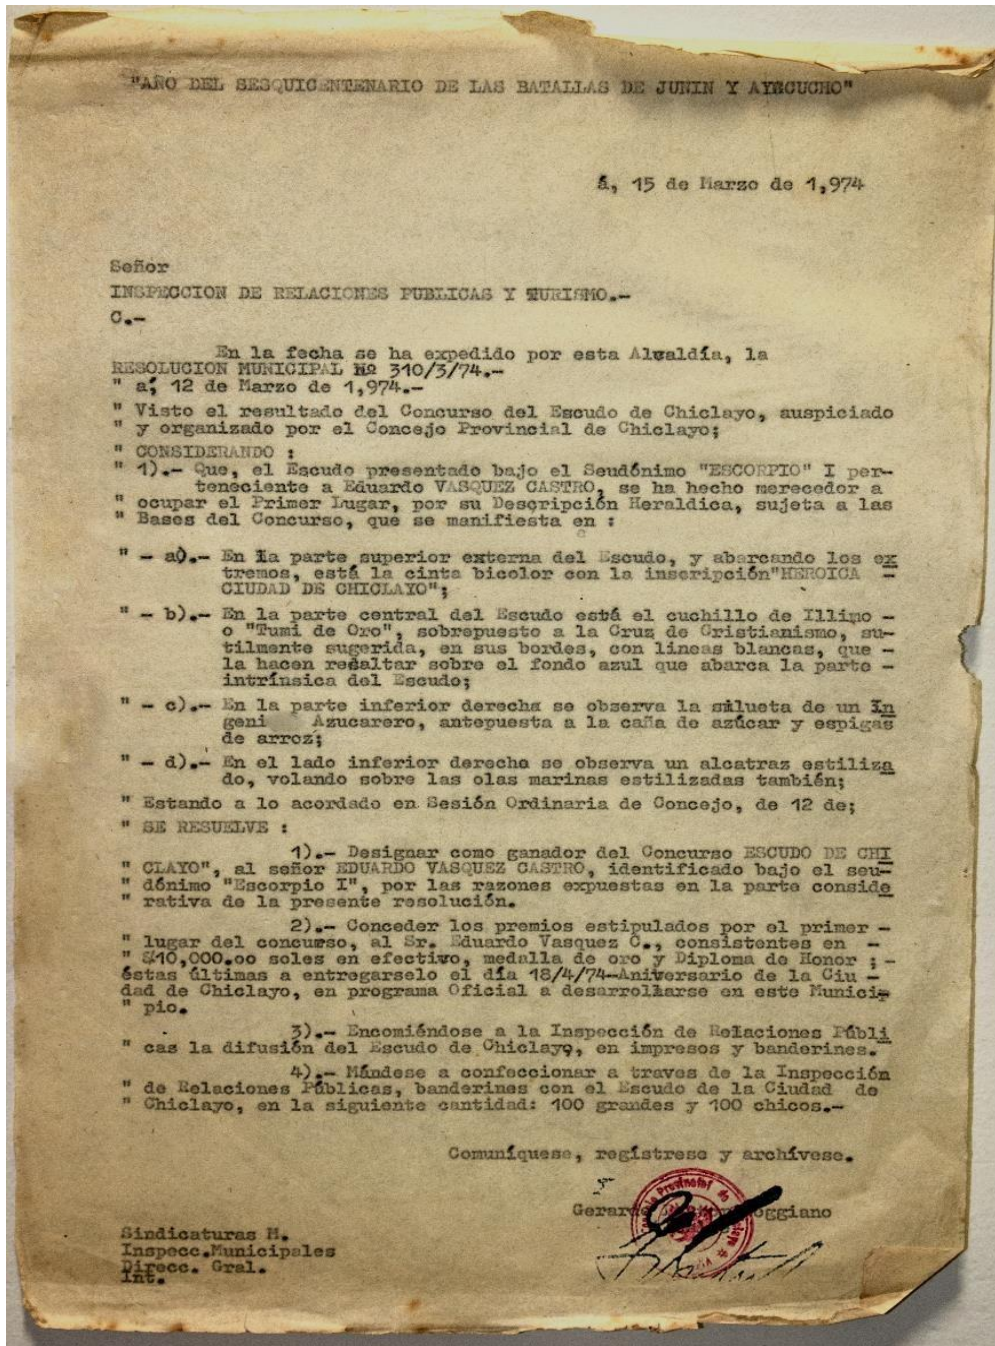 "AÑO DEL SESQUICENTENARIO DE LAS BATALLAS DE JUNIN Y AYACUCHO"
á, 15 de Marzo de 1,974
Señor
INSPECCION DE RELACIONES PUBLICAS Y TURISMO.-
C.-
En la fecha se ha expedido por esta Alcaldía, la
RESOLUCION MUNICIPAL Nº 310/3/74.-
" a, 12 de Marzo de 1,974.-
" Visto el resultado del Concurso del Escudo de Chiclayo, auspiciado
" y organizado por el Concejo Provincial de Chiclayo;
" CONSIDERANDO :
" 1).- Que, el Escudo presentado bajo el Seudónimo "ESCORPIO" I per-
teneciente a Eduardo VASQUEZ CASTRO, se ha hecho merecedor a
" ocupar el Primer Lugar, por su Descripción Heraldica, sujeta a las
" Bases del Concurso, que se manifiesta en :
" - a).- En la parte superior externa del Escudo, y abarcando los ex
tremos, está la cinta bicolor con la inscripción"HEROICA -
CIUDAD DE CHICLAYO";
" - b).- En la parte central del Escudo está el cuchillo de Illimo -
o "Tumi de Oro", sobrepuesto a la Cruz de Cristianismo, su-
tilmente sugerida, en sus bordes, con lineas blancas, que -
la hacen resaltar sobre el fondo azul que abarca la parte -
intrínsica del Escudo;
" - c).- En la parte inferior derecha se observa la silueta de un In
geni Azucarero, antepuesta a la caña de azúcar y espigas
de arroz;
" - d).- En el lado inferior derecho se observa un alcatraz estiliza
do, volando sobre las olas marinas estilizadas también;
" Estando a lo acordado en Sesión Ordinaria de Concejo, de 12 de;
" SE RESUELVE :
1).- Designar como ganador del Concurso ESCUDO DE CHI
" CLAYO", al señor EDUARDO VASQUEZ CASTRO, identificado bajo el seu-
" dónimo "Escorpio I", por las razones expuestas en la parte conside
" rativa de la presente resolución.
2).- Conceder los premios estipulados por el primer -
" lugar del concurso, al Sr. Eduardo Vasquez C., consistentes en -
" S/10,000.oo soles en efectivo, medalla de oro y Diploma de Honor ; -
éstas últimas a entregarselo el día 18/4/74-Aniversario de la Ciu -
dad de Chiclayo, en programa Oficial a desarrollarse en este Munici-
" pio.
3).- Encomiéndose a la Inspección de Relaciones Públi
" cas la difusión del Escudo de Chiclayo, en impresos y banderines.
4).- Mándese a confeccionar a traves de la Inspección
" de Relaciones Públicas, banderines con el Escudo de la Ciudad de
" Chiclayo, en la siguiente cantidad: 100 grandes y 100 chicos.-
Comuníquese, regístrese y archívese.
Provincial de
Sindicaturas M.
Inspecc.Municipales
Direcc. Gral.
Int.